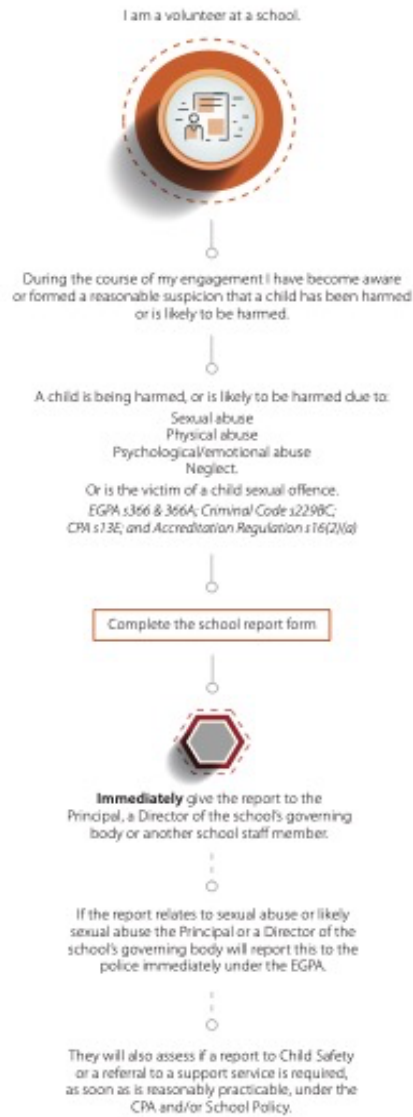 I am a volunteer at a school.
During the course of my engagement I have become aware
or formed a reasonable suspicion that a child has been harmed
or is likely to be harmed.
A child is being harmed, or is likely to be harmed due to:
Sexual abuse
Physical abuse
Psychological/emotional abuse
Neglect.
Or is the victim of a child sexual offence.
EGPA s366 & 366A; Criminal Code s229BC;
CPA s13E; and Accreditation Regulation s16(2)(a)
Complete the school report form
Immediately give the report to the
Principal, a Director of the school's governing
body or another school staff member.
If the report relates to sexual abuse or likely
sexual abuse the Principal or a Director of the
school's governing body will report this to the
police immediately under the EGPA.
They will also assess if a report to Child Safety
or a referral to a support service is required,
as soon as is reasonably practicable, under the
CPA and/or School Policy.